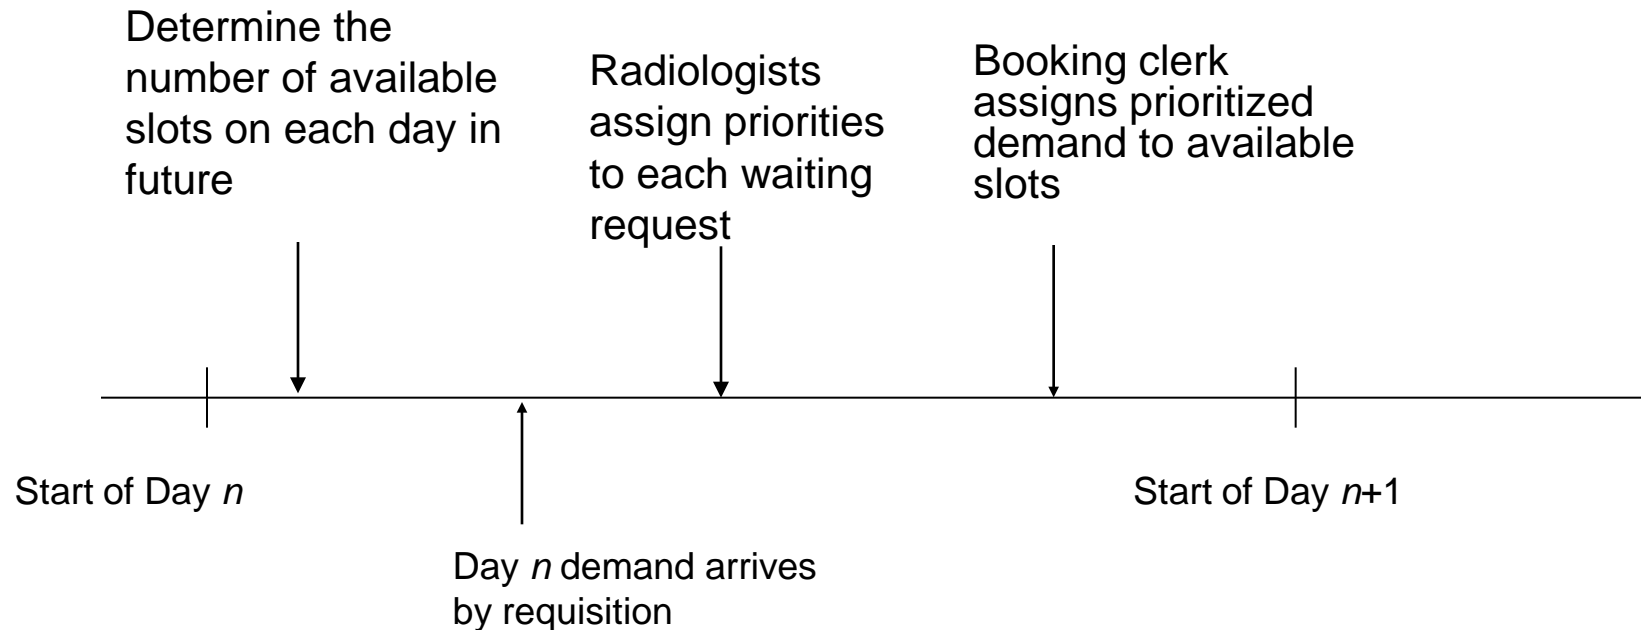 Determine the
number of available
slots on each day in
future
Radiologists
assign priorities
to each waiting
request
Booking clerk
assigns prioritized
demand to available
slots
Start of Day n
Start of Day n+1
Day n demand arrives
by requisition